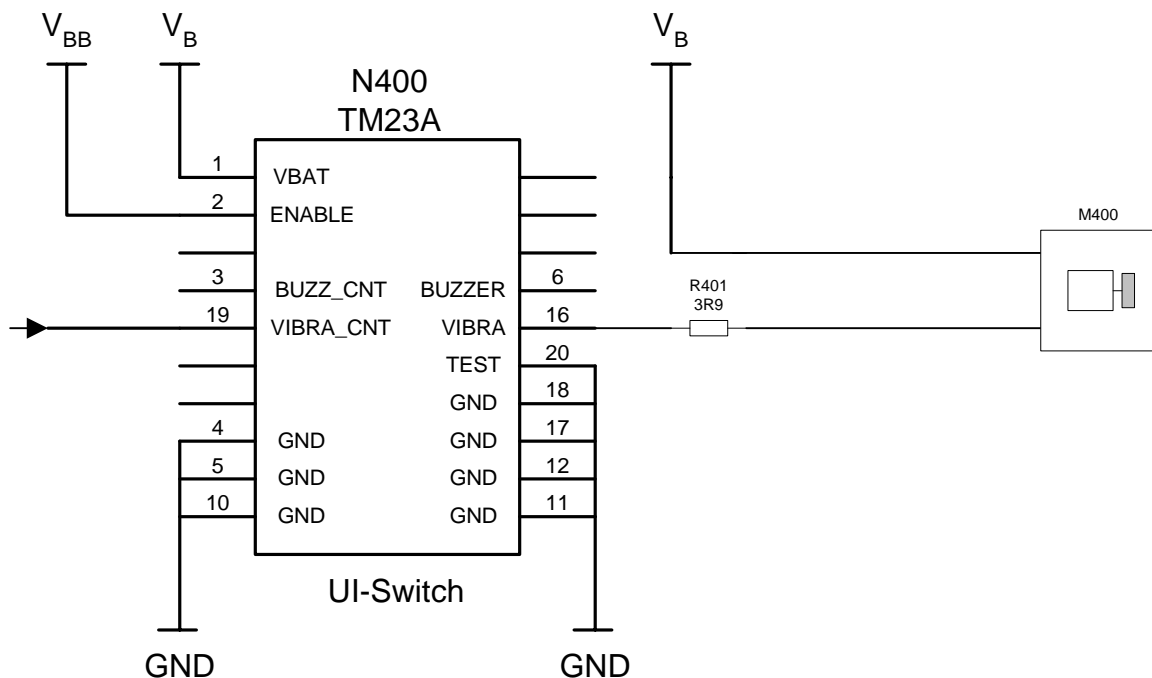 VBB
VB
VB
N400
TM23A
1
VBAT
2
ENABLE
M400
3
BUZZ_CNT
BUZZER
6
R401
3R9
19
VIBRA_CNT
VIBRA
16
TEST
20
GND
18
4
GND
GND
17
5
GND
GND
12
10
GND
GND
11
UI-Switch
GND
GND